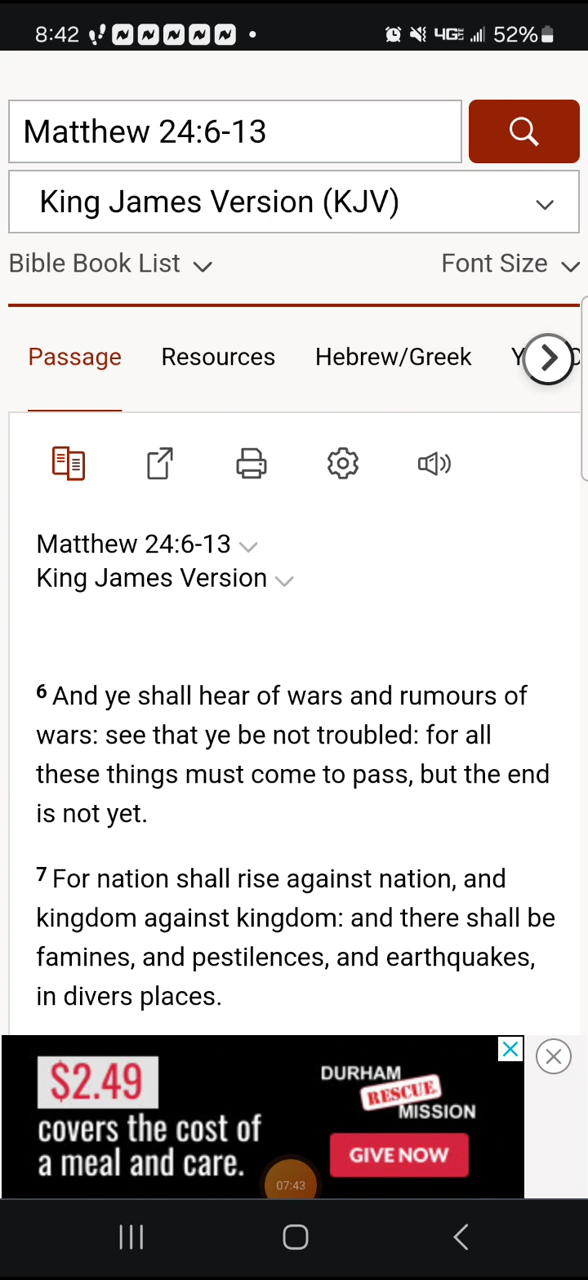 8:42 52%
Matthew 24:6-13
King James Version (KJV)
Bible Book List Font Size
Passage Resources Hebrew/Greek Y
Matthew 24:6-13
King James Version
6 And ye shall hear of wars and rumours of
wars: see that ye be not troubled: for all
these things must come to pass, but the end
is not yet.
7 For nation shall rise against nation, and
kingdom against kingdom: and there shall be
famines, and pestilences, and earthquakes,
in divers places.
$2.49
covers the cost of
a meal and care.
DURHAM
RESCUE
MISSION
GIVE NOW
07:43